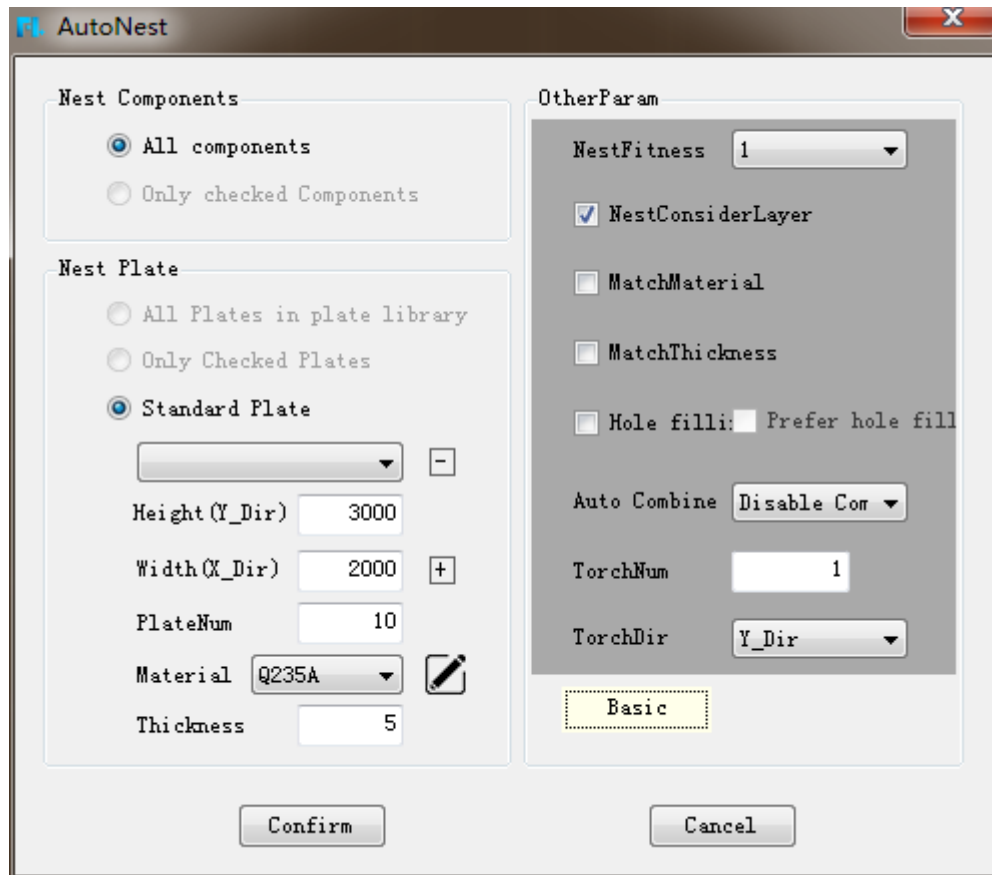 AutoNest
Nest Components
All components
Only checked Components
Nest Plate
All Plates in plate library
Only Checked Plates
Standard Plate
-
Height(Y_Dir) 3000
Width(X_Dir) 2000 +
PlateNum 10
Material Q235A
Thickness 5
OtherParam
NestFitness 1
NestConsiderLayer
MatchMaterial
MatchThickness
Hole filli Prefer hole fill
Auto Combine Disable Com
TorchNum 1
TorchDir Y_Dir
Basic
Confirm Cancel